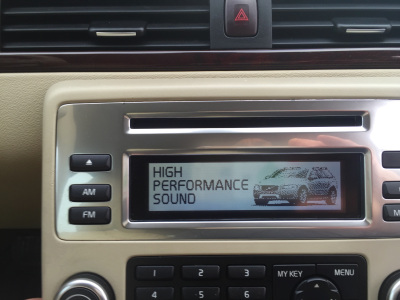 HIGH
PERFORMANCE
SOUND
AM
FM
1 2 3 MY KEY MENU
4 5 6